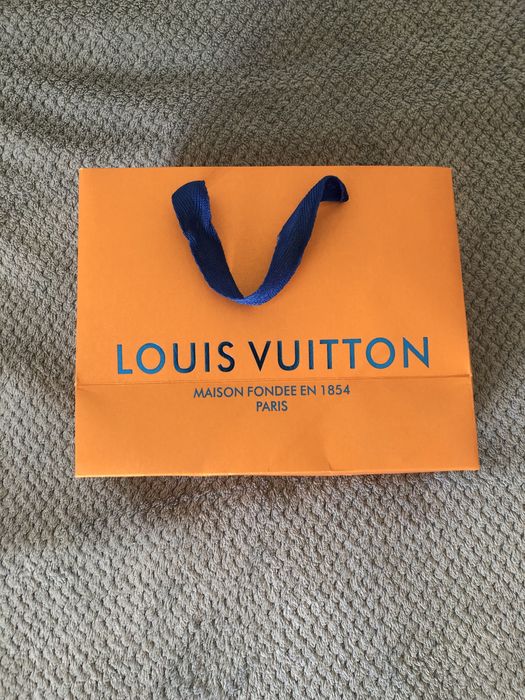 LOUIS VUITTON
MAISON FONDEE EN 1854
PARIS